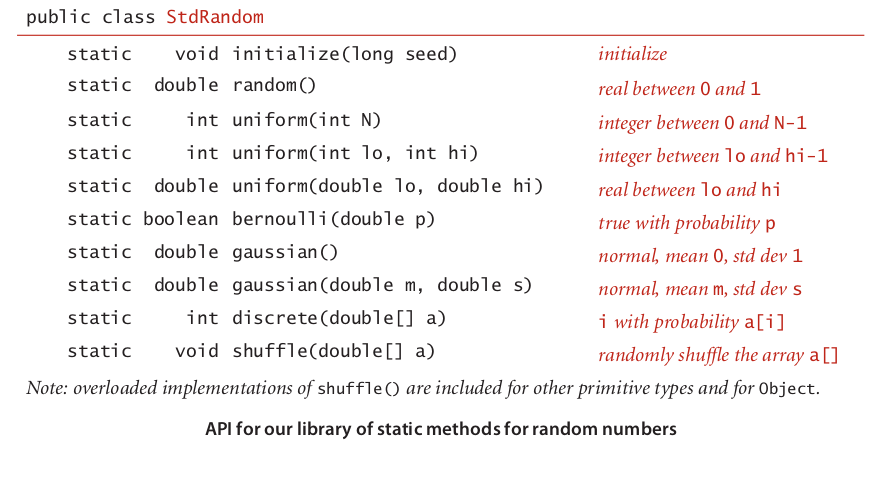 public class StdRandom
static void initialize(long seed) initialize
static double random() real between 0 and 1
static int uniform(int N) integer between 0 and N-1
static int uniform(int lo, int hi) integer between lo and hi-1
static double uniform(double lo, double hi) real between lo and hi
static boolean bernoulli(double p) true with probability p
static double gaussian() normal, mean 0, std dev 1
static double gaussian(double m, double s) normal, mean m, std dev s
static int discrete(double[] a) i with probability a[i]
static void shuffle(double[] a) randomly shuffle the array a[]
Note: overloaded implementations of shuffle() are included for other primitive types and for Object.
API for our library of static methods for random numbers